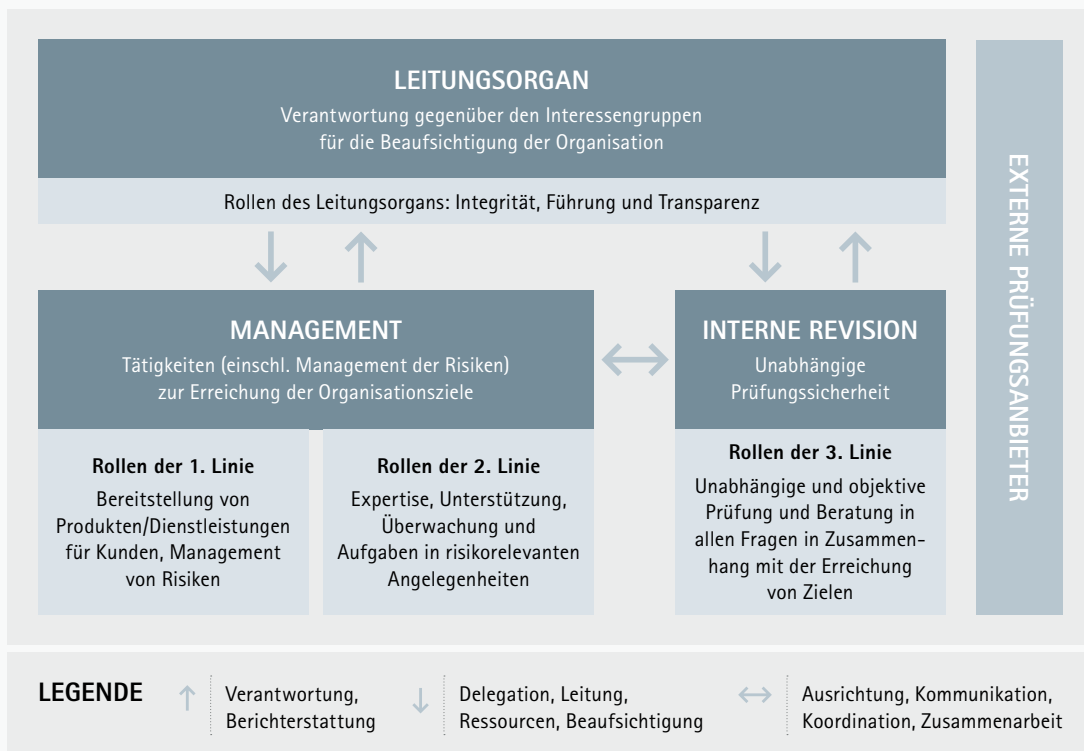 LEITUNGSORGAN
Verantwortung gegenüber den Interessengruppen
für die Beaufsichtigung der Organisation
Rollen des Leitungsorgans: Integrität, Führung und Transparenz
MANAGEMENT
Tätigkeiten (einschl. Management der Risiken)
zur Erreichung der Organisationsziele
Rollen der 1. Linie
Bereitstellung von
Produkten/Dienstleistungen
für Kunden, Management
von Risiken
Rollen der 2. Linie
Expertise, Unterstützung,
Überwachung und
Aufgaben in risikorelevanten
Angelegenheiten
INTERNE REVISION
Unabhängige
Prüfungssicherheit
Rollen der 3. Linie
Unabhängige und objektive
Prüfung und Beratung in
allen Fragen in Zusammen-
hang mit der Erreichung
von Zielen
EXTERNE PRÜFUNGSANBIETER
LEGENDE
Verantwortung,
Berichterstattung
Delegation, Leitung,
Ressourcen, Beaufsichtigung
Ausrichtung, Kommunikation,
Koordination, Zusammenarbeit